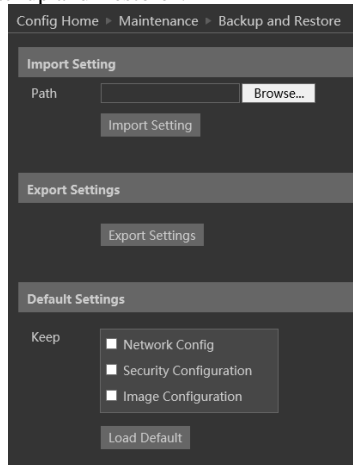 Config Home ▸ Maintenance ▸ Backup and Restore
Import Setting
Path Browse...
Import Setting
Export Settings
Export Settings
Default Settings
Keep
Network Config
Security Configuration
Image Configuration
Load Default